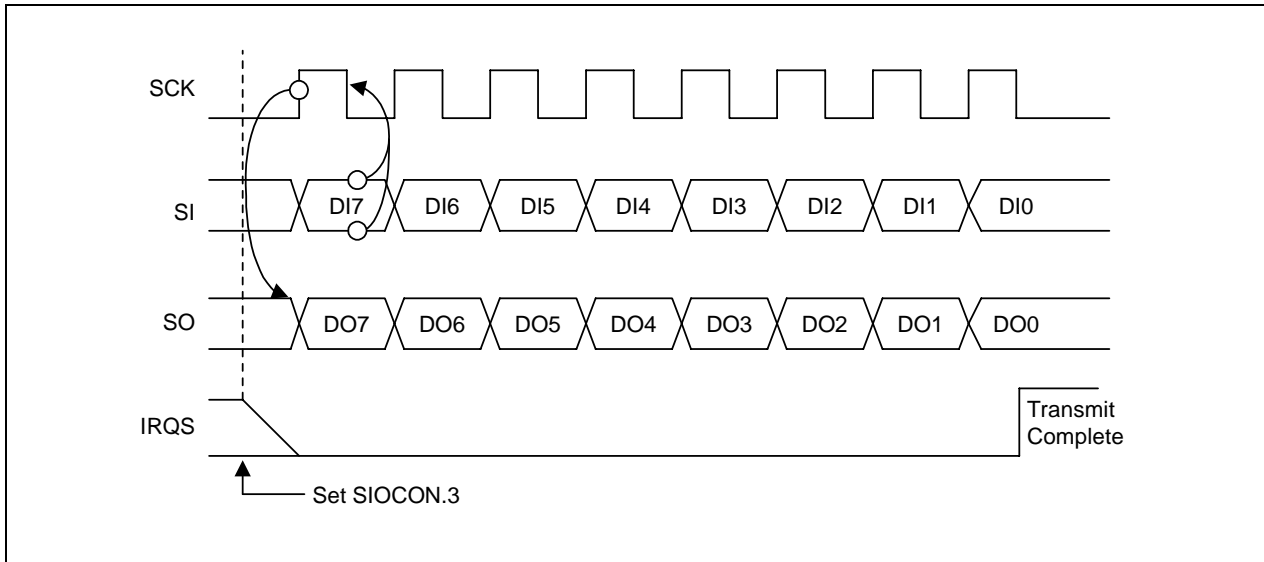 SCK
SI
DI7 DI6 DI5 DI4 DI3 DI2 DI1 DI0
SO
DO7 DO6 DO5 DO4 DO3 DO2 DO1 DO0
IRQS
Transmit
Complete
Set SIOCON.3